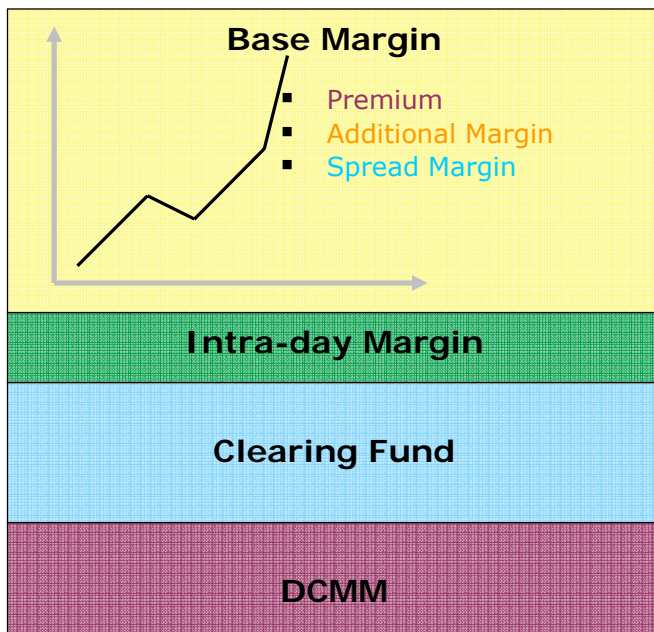 Base Margin
▪ Premium
▪ Additional Margin
▪ Spread Margin
Intra-day Margin
Clearing Fund
DCMM